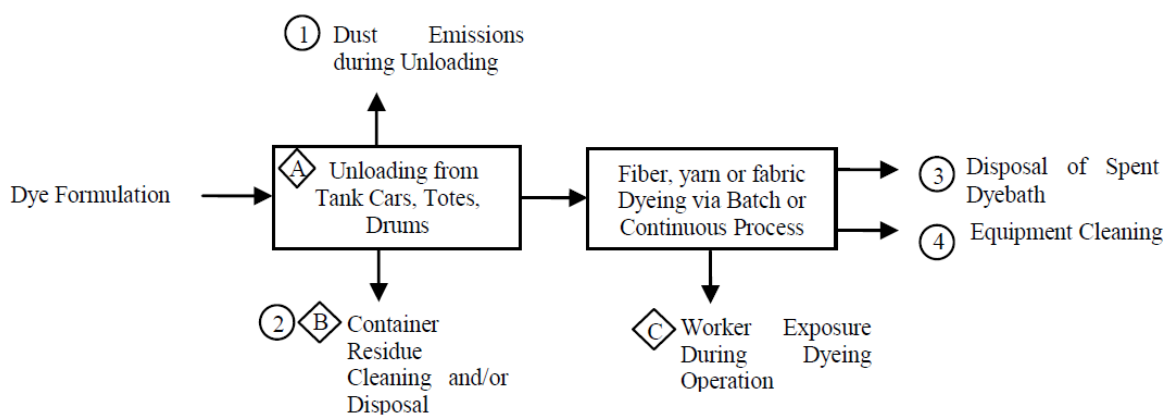 1 Dust Emissions
during Unloading
Dye Formulation
A Unloading from
Tank Cars, Totes,
Drums
Fiber, yarn or fabric
Dyeing via Batch or
Continuous Process
3 Disposal of Spent
Dyebath
4 Equipment Cleaning
2 B Container
Residue
Cleaning and/or
Disposal
C Worker Exposure
During Dyeing
Operation